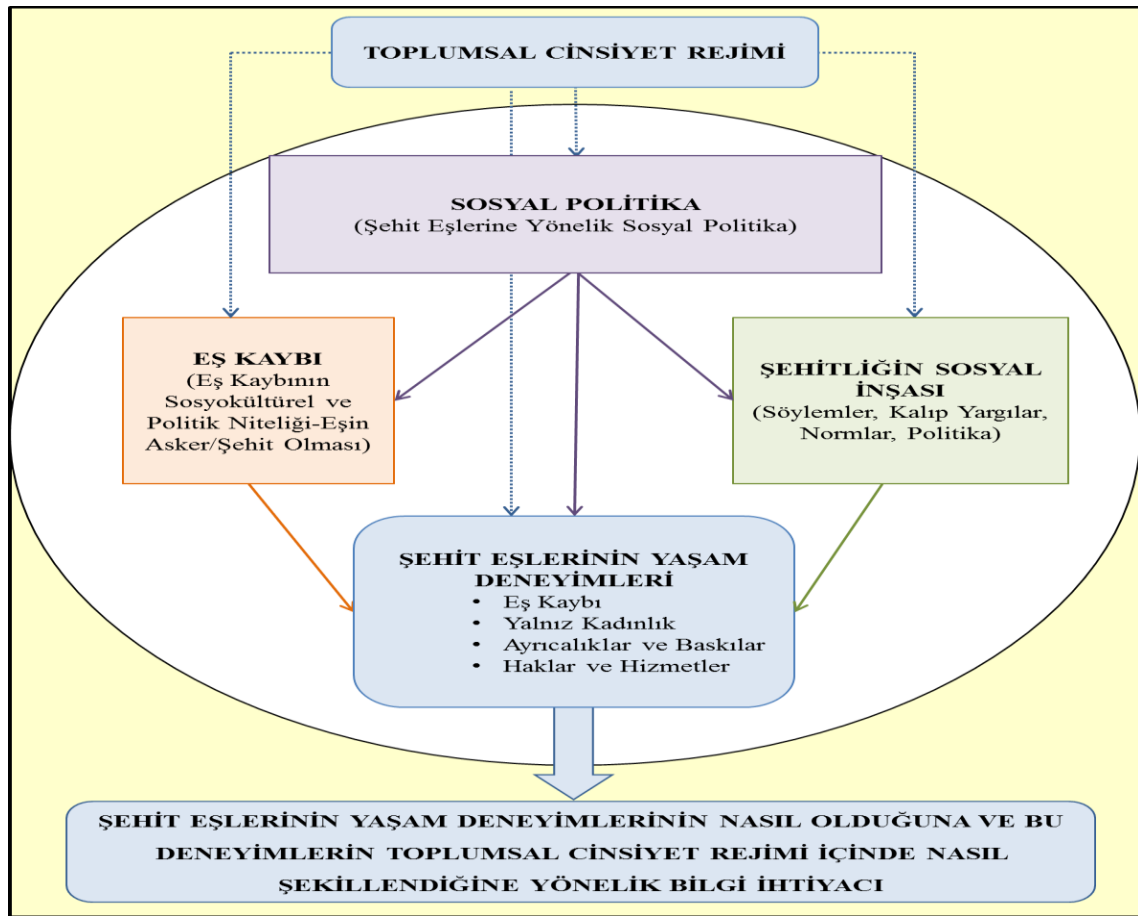 TOPLUMSAL CİNSİYET REJİMİ
SOSYAL POLİTİKA
(Şehit Eşlerine Yönelik Sosyal Politika)
EŞ KAYBI
(Eş Kaybının
Sosyokültürel ve
Politik Niteliği-Eşin
Asker/Şehit Olması)
ŞEHİTLİĞİN SOSYAL
İNŞASI
(Söylemler, Kalıp Yargılar,
Normlar, Politika)
ŞEHİT EŞLERİNİN YAŞAM
DENEYİMLERİ
• Eş Kaybı
• Yalnız Kadınlık
• Ayrıcalıklar ve Baskılar
• Haklar ve Hizmetler
ŞEHİT EŞLERİNİN YAŞAM DENEYİMLERİNİN NASIL OLDUĞUNA VE BU
DENEYİMLERİN TOPLUMSAL CİNSİYET REJİMİ İÇİNDE NASIL
ŞEKİLLENDİĞİNE YÖNELİK BİLGİ İHTİYACI